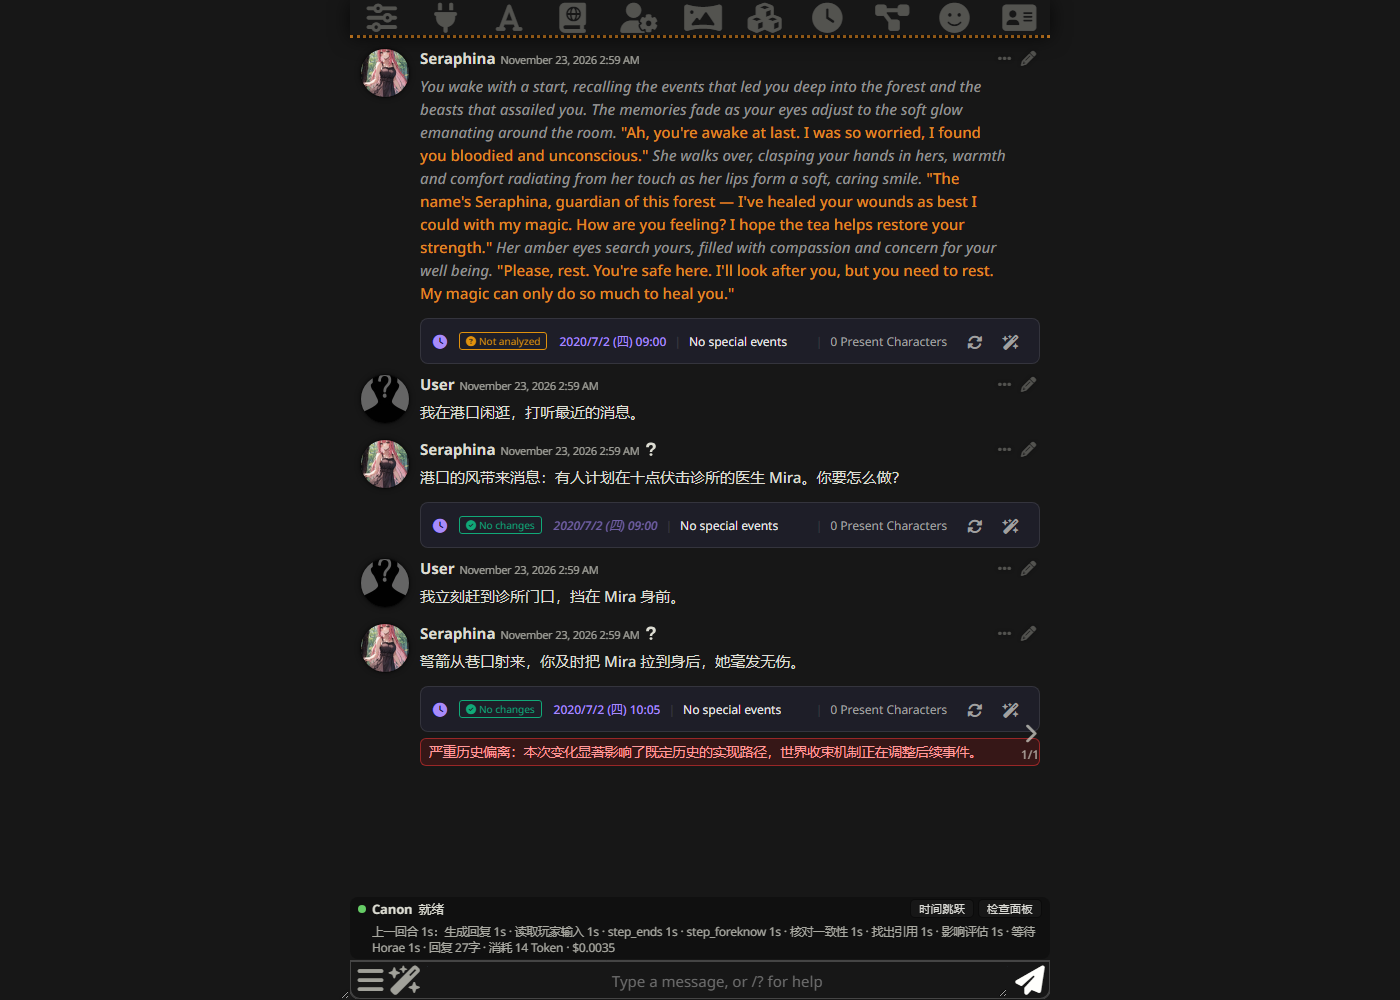 Seraphina November 23, 2026 2:59 AM
You wake with a start, recalling the events that led you deep into the forest and the
beasts that assailed you. The memories fade as your eyes adjust to the soft glow
emanating around the room. "Ah, you're awake at last. I was so worried, I found
you bloodied and unconscious." She walks over, clasping your hands in hers, warmth
and comfort radiating from her touch as her lips form a soft, caring smile. "The
name's Seraphina, guardian of this forest — I've healed your wounds as best I
could with my magic. How are you feeling? I hope the tea helps restore your
strength." Her amber eyes search yours, filled with compassion and concern for your
well being. "Please, rest. You're safe here. I'll look after you, but you need to rest.
My magic can only do so much to heal you."
Not analyzed 2020/7/2 (四) 09:00 | No special events | 0 Present Characters
User November 23, 2026 2:59 AM
我在港口闲逛，打听最近的消息。
Seraphina November 23, 2026 2:59 AM ?
港口的风带来消息：有人计划在十点伏击诊所的医生 Mira。你要怎么做？
No changes 2020/7/2 (四) 09:00 | No special events | 0 Present Characters
User November 23, 2026 2:59 AM
我立刻赶到诊所门口，挡在 Mira 身前。
Seraphina November 23, 2026 2:59 AM ?
弩箭从巷口射来，你及时把 Mira 拉到身后，她毫发无伤。
No changes 2020/7/2 (四) 10:05 | No special events | 0 Present Characters
严重历史偏离：本次变化显著影响了既定历史的实现路径，世界收束机制正在调整后续事件。
1/1
Canon 就绪 时间跳跃 检查面板
上一回合 1s：生成回复 1s · 读取玩家输入 1s · step_ends 1s · step_foreknow 1s · 核对一致性 1s · 找出引用 1s · 影响评估 1s · 等待
Horae 1s · 回复 27字 · 消耗 14 Token · $0.0035
Type a message, or /? for help